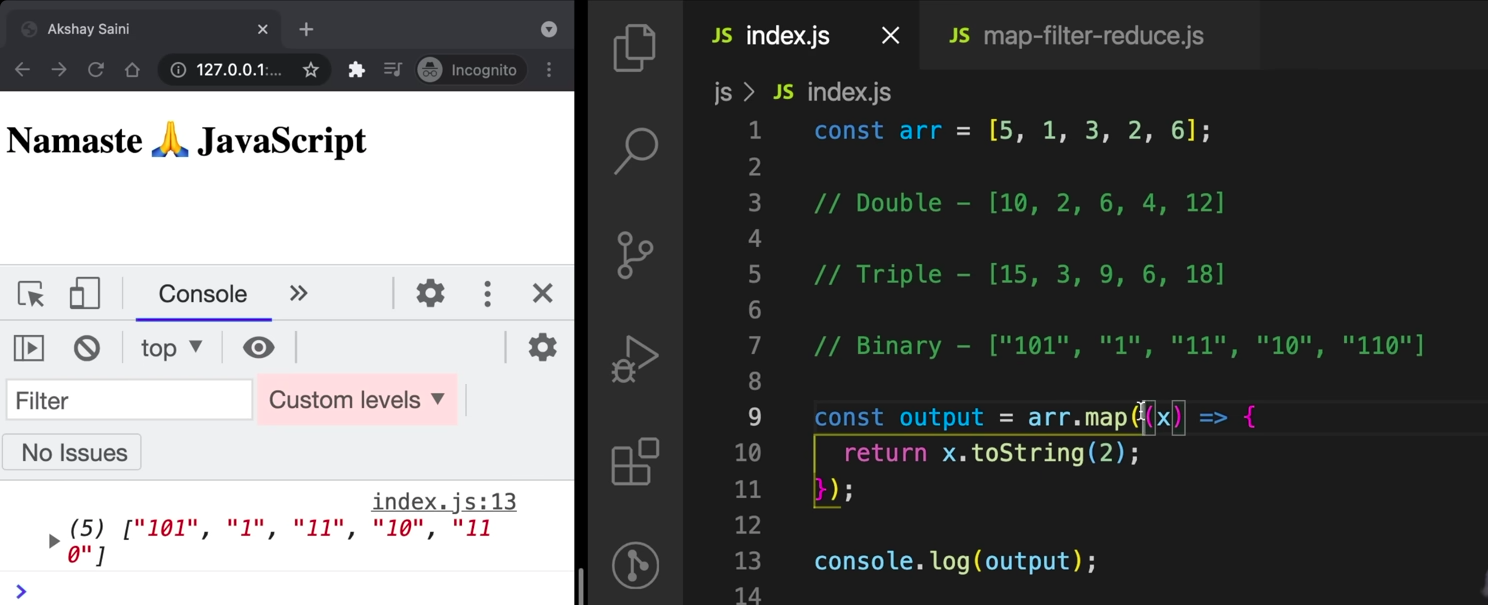 Akshay Saini
127.0.0.1:...
Incognito
Namaste 🙏 JavaScript
Console
top
Filter
Custom levels
No Issues
index.js:13
(5) ["101", "1", "11", "10", "11
0"]
JS index.js
JS map-filter-reduce.js
js > JS index.js
1 const arr = [5, 1, 3, 2, 6];
2
3 // Double – [10, 2, 6, 4, 12]
4
5 // Triple – [15, 3, 9, 6, 18]
6
7 // Binary – ["101", "1", "11", "10", "110"]
8
9 const output = arr.map((x) => {
10 return x.toString(2);
11 });
12
13 console.log(output);
14